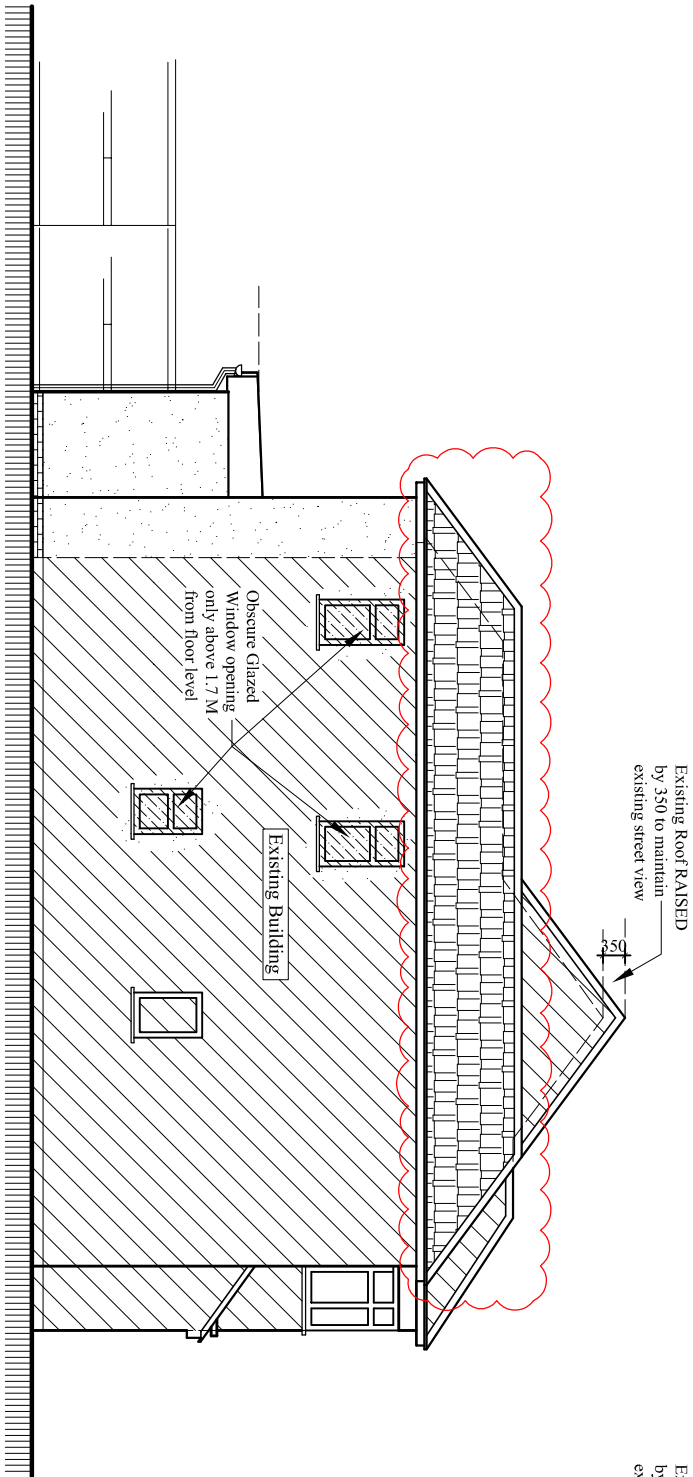 Existing Roof RAISED
by 350 to maintain
existing street view
350
Obscure Glazed
Window opening
only above 1.7 M
from floor level
Existing Building